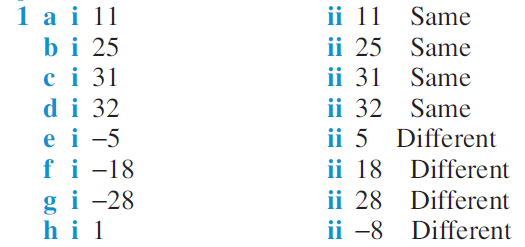 1 a i 11 ii 11 Same
b i 25 ii 25 Same
c i 31 ii 31 Same
d i 32 ii 32 Same
e i –5 ii 5 Different
f i –18 ii 18 Different
g i –28 ii 28 Different
h i 1 ii –8 Different